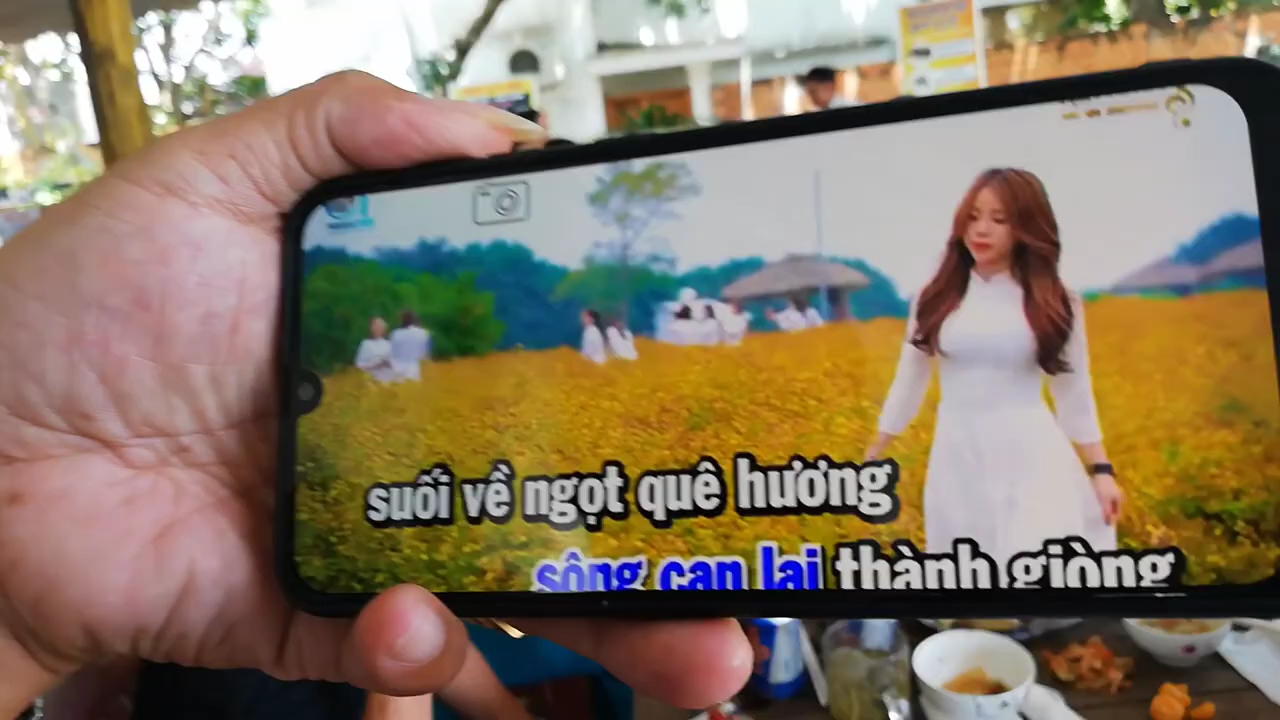 suối về ngọt quê hương
sông cạn lại thành giòng